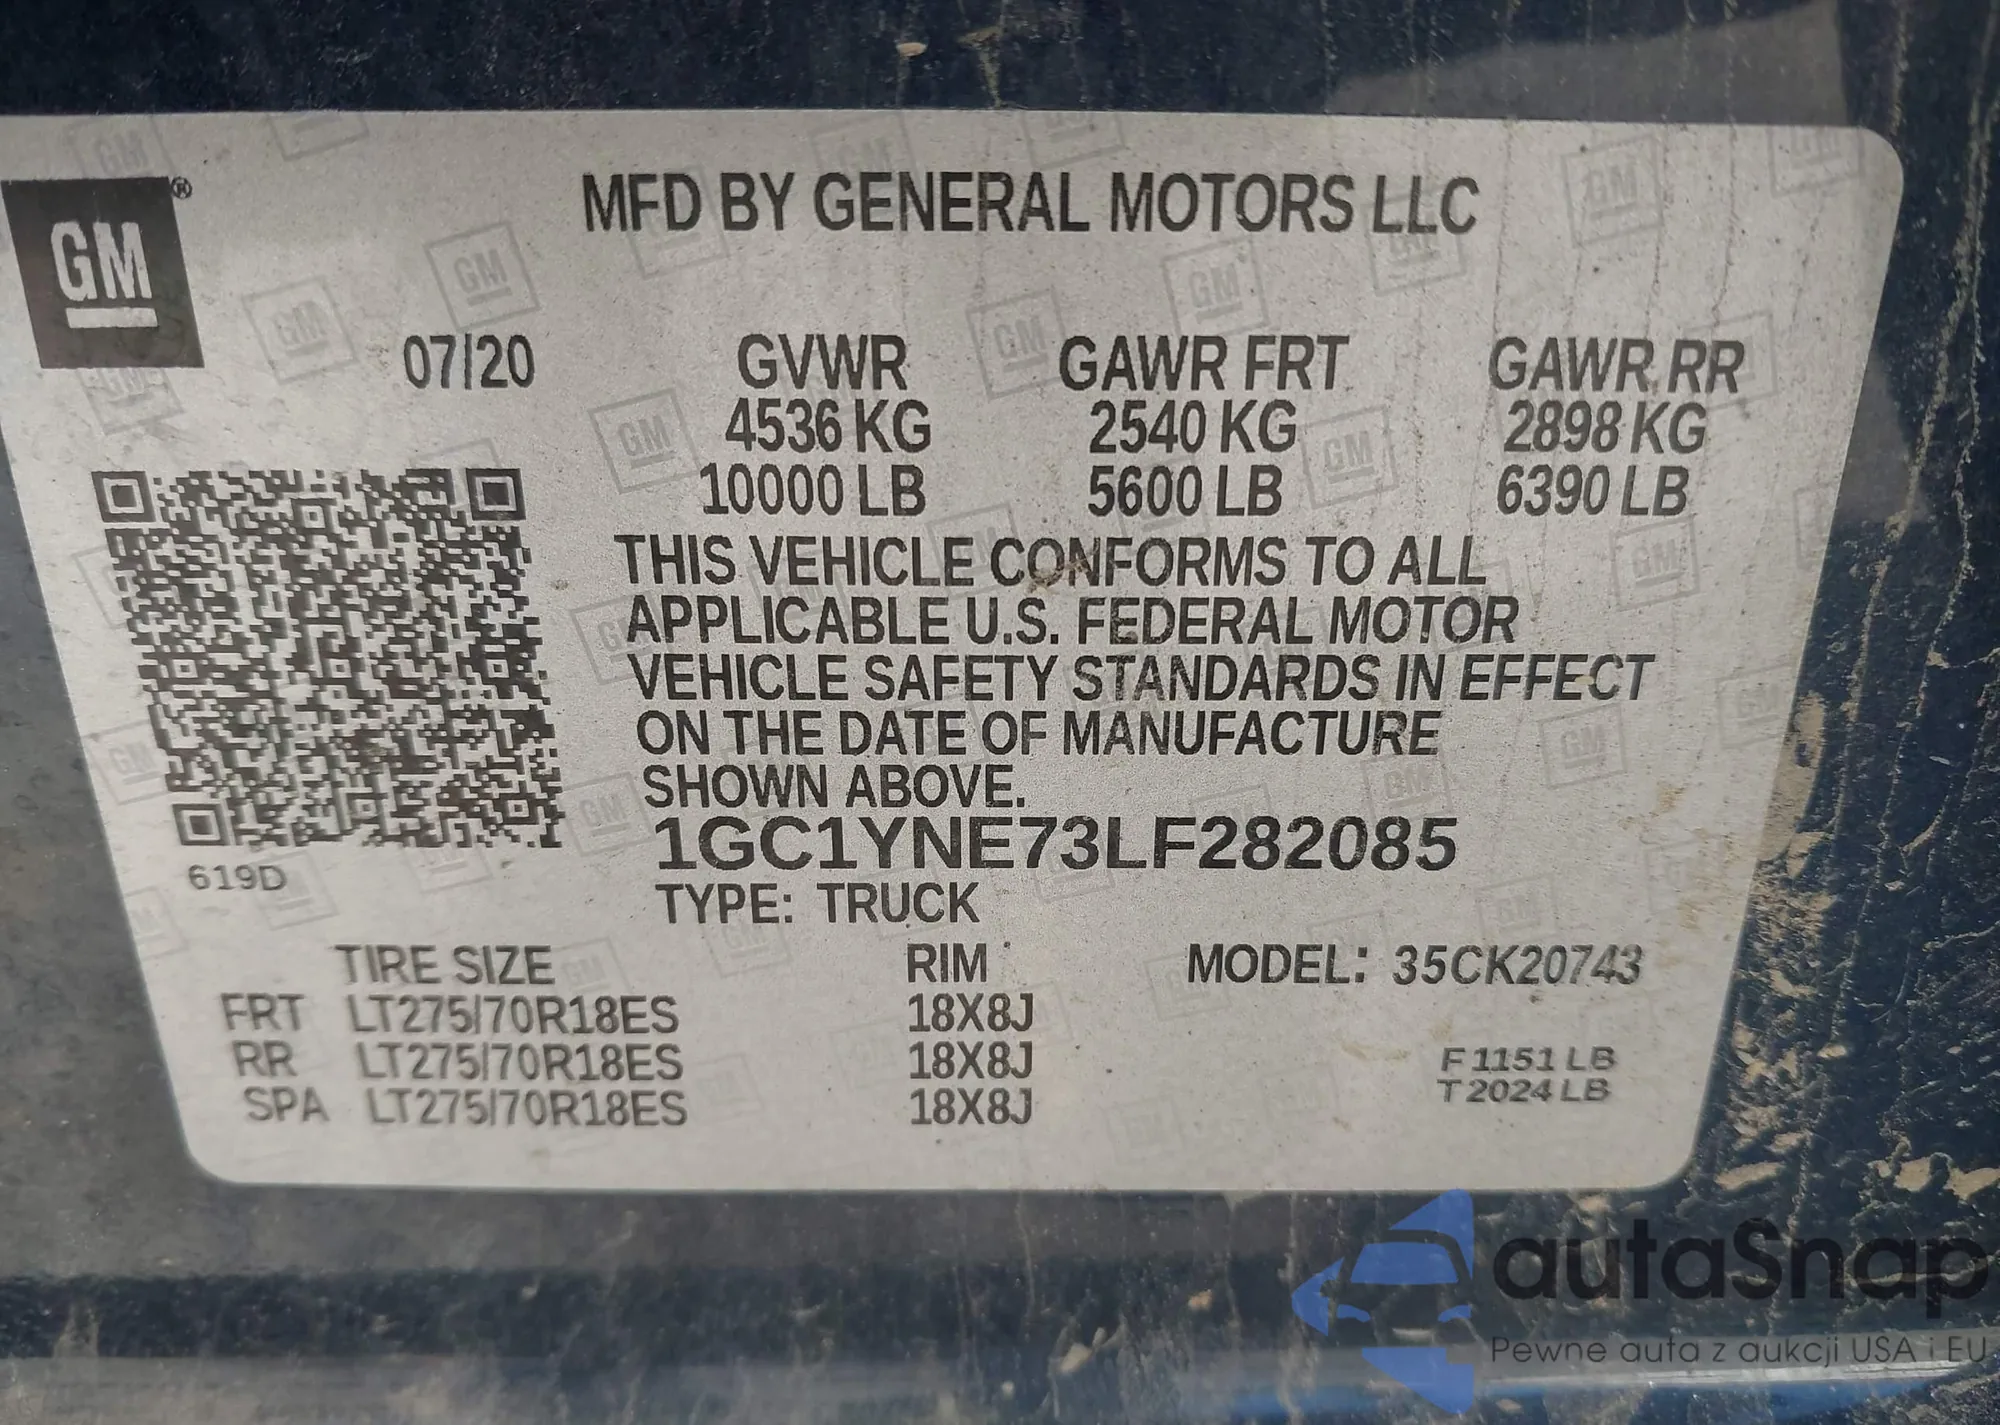 GM®
MFD BY GENERAL MOTORS LLC
07/20 GVWR GAWR FRT GAWR RR
4536 KG 2540 KG 2898 KG
10000 LB 5600 LB 6390 LB
THIS VEHICLE CONFORMS TO ALL
APPLICABLE U.S. FEDERAL MOTOR
VEHICLE SAFETY STANDARDS IN EFFECT
ON THE DATE OF MANUFACTURE
SHOWN ABOVE.
1GC1YNE73LF282085
619D
TYPE: TRUCK
TIRE SIZE RIM MODEL: 35CK20743
FRT LT275/70R18ES 18X8J
RR LT275/70R18ES 18X8J
SPA LT275/70R18ES 18X8J
F 1151 LB
T 2024 LB
autaSnap
Pewne auta z aukcji USA i EU